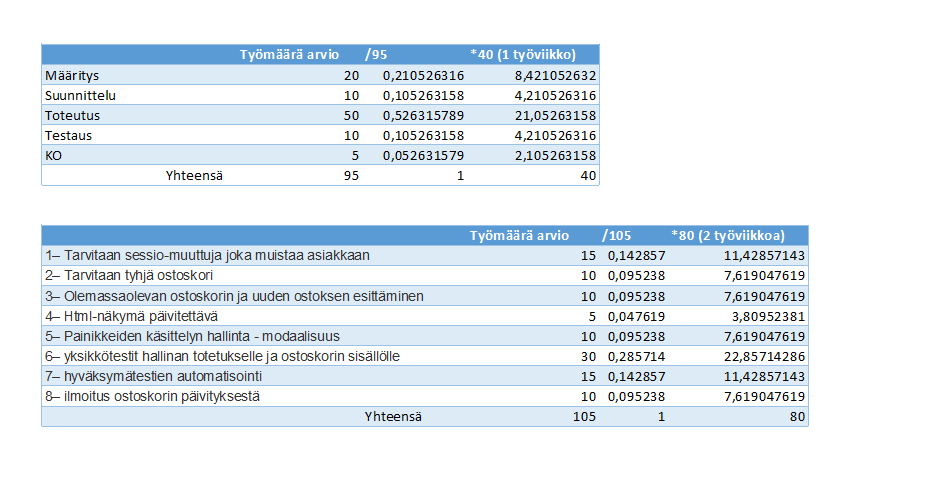 Työmäärä arvio /95 *40 (1 työviikko)
Määritys 20 0,210526316 8,421052632
Suunnittelu 10 0,105263158 4,210526316
Toteutus 50 0,526315789 21,05263158
Testaus 10 0,105263158 4,210526316
KO 5 0,052631579 2,105263158
Yhteensä 95 1 40
Työmäärä arvio /105 *80 (2 työviikkoa)
1– Tarvitaan sessio-muuttuja joka muistaa asiakkaan 15 0,142857 11,42857143
2– Tarvitaan tyhjä ostoskori 10 0,095238 7,619047619
3– Olemassaolevan ostoskorin ja uuden ostoksen esittäminen 10 0,095238 7,619047619
4– Html-näkymä päivitettävä 5 0,047619 3,80952381
5– Painikkeiden käsittelyn hallinta - modaalisuus 10 0,095238 7,619047619
6– yksikkötestit hallinan totetukselle ja ostoskorin sisällölle 30 0,285714 22,85714286
7– hyväksymätestien automatisointi 15 0,142857 11,42857143
8– ilmoitus ostoskorin päivityksestä 10 0,095238 7,619047619
Yhteensä 105 1 80